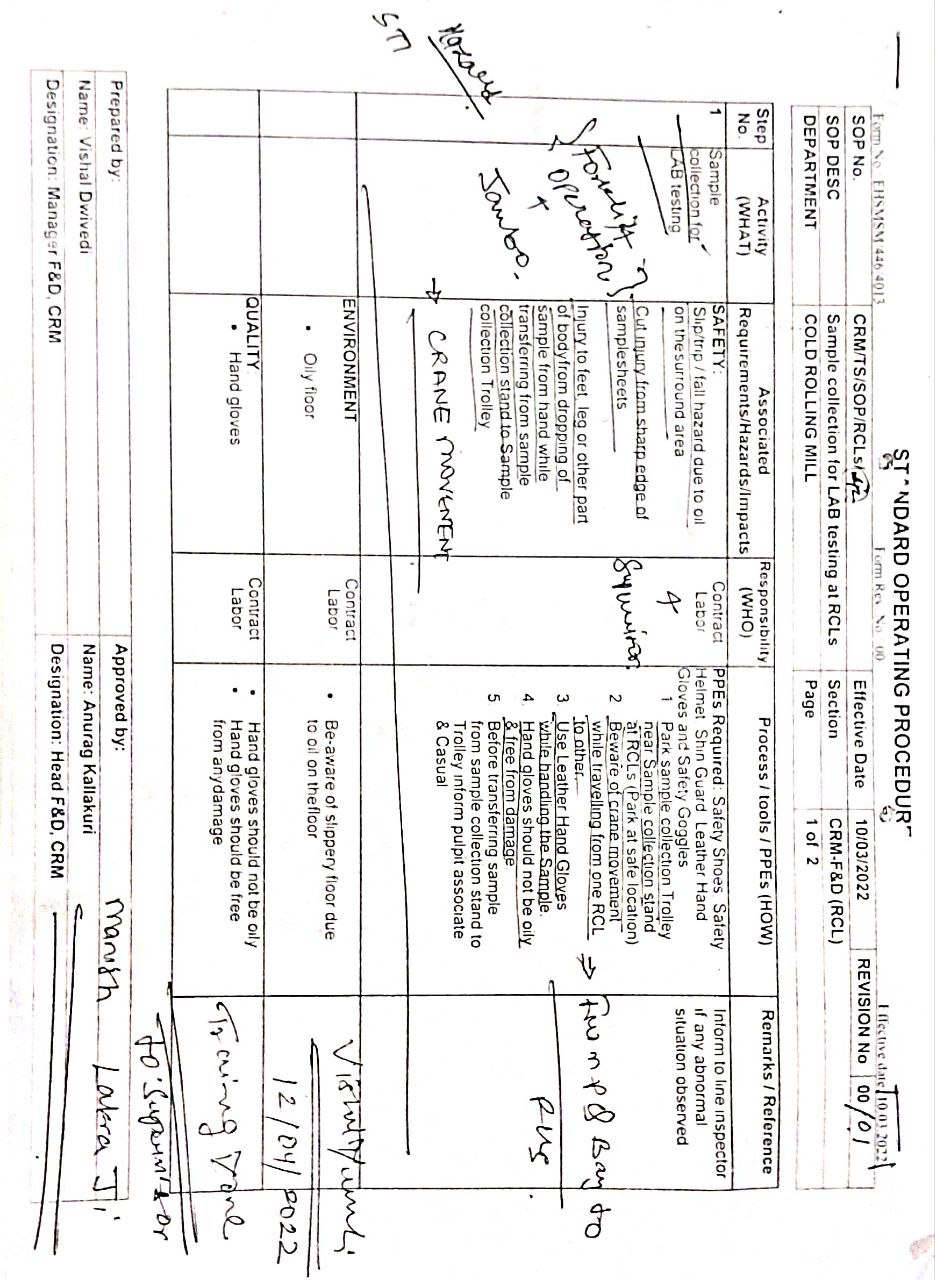 STANDARD OPERATING PROCEDURE
Form No EHSMSM/446/4013 Form Rev No 00 Effective date 10.03.2022
SOP No. CRM/TS/SOP/RCLs/ Effective Date 10/03/2022 REVISION No 00/01
SOP DESC Sample collection for LAB testing at RCLs Section CRM-F&D (RCL)
DEPARTMENT COLD ROLLING MILL Page 1 of 2
Step No. Activity (WHAT) Associated Requirements/Hazards/Impacts Responsibility (WHO) Process / tools / PPEs (HOW) Remarks / Reference
1
Sample
collection for
LAB testing
Forklift
operation
+
Jambo.
Hazard
STI
SAFETY:
Slip/trip / fall hazard due to oil
on thesurround area
Cut injury from sharp edge of
samplesheets
Injury to feet, leg or other part
of bodyfrom dropping of
sample from hand while
transferring from sample
collection stand to Sample
collection Trolley
→ CRANE MOVEMENT
Contract
Labor
+
Supervisor
PPEs Required: Safety Shoes Safety
Helmet Shin Guard Leather Hand
Gloves and Safety Goggles
1 Park sample collection Trolley
near Sample collection stand
at RCLs (Park at safe location)
2 Beware of crane movement
while travelling from one RCL
to other.
3. Use Leather Hand Gloves
while handling the Sample.
4. Hand gloves should not be oily
& free from damage
5 Before transferring sample
from sample collection stand to
Trolley inform pulpit associate
& Casual
Inform to line inspector
if any abnormal
situation observed
⇒ From Bay to
ENVIRONMENT
• Oily floor
Contract
Labor
• Be-aware of slippery floor due
to oil on thefloor
12/04/2022
QUALITY
• Hand gloves
Contract
Labor
• Hand gloves should not be oily
• Hand gloves should be free
from anydamage
Training Done
to Supervisor
Manish Lakra Ji
Prepared by: Approved by:
Name: Vishal Dwivedi Name: Anurag Kallakuri
Designation: Manager F&D, CRM Designation: Head F&D, CRM